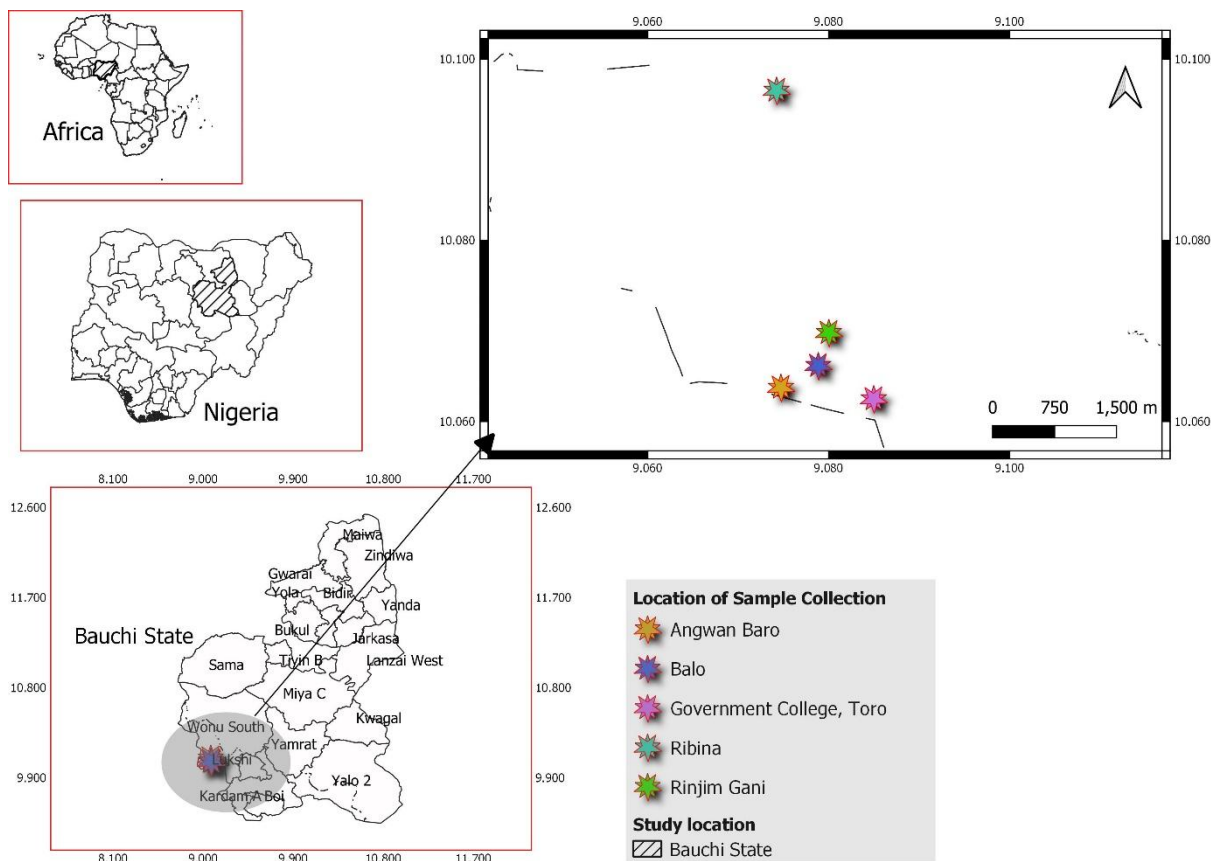 Africa
Nigeria
9.060 9.080 9.100
10.100 10.100
10.080 10.080
10.060 10.060
0 750 1,500 m
9.060 9.080 9.100
8.100 9.000 9.900 10.800 11.700
12.600 12.600
11.700 11.700
10.800 10.800
9.900 9.900
Bauchi State
Maiwa
Zindiwa
Gwarai
Yola
Bidir
Yanda
Bukul
Jarkasa
Tiyin B
Lanzai West
Sama
Miya C
Kwagal
Wonu South
Yamrat
Lukshi
Yalo 2
Kardam A
Boi
8.100 9.000 9.900 10.800 11.700
Location of Sample Collection
Angwan Baro
Balo
Government College, Toro
Ribina
Rinjim Gani
Study location
Bauchi State